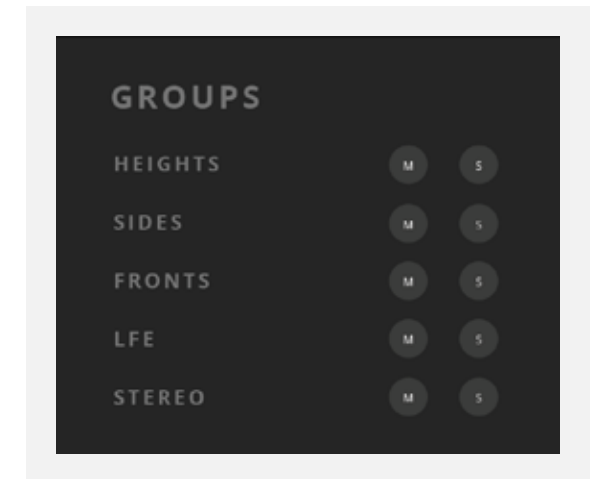 GROUPS
HEIGHTS M S
SIDES M S
FRONTS M S
LFE M S
STEREO M S